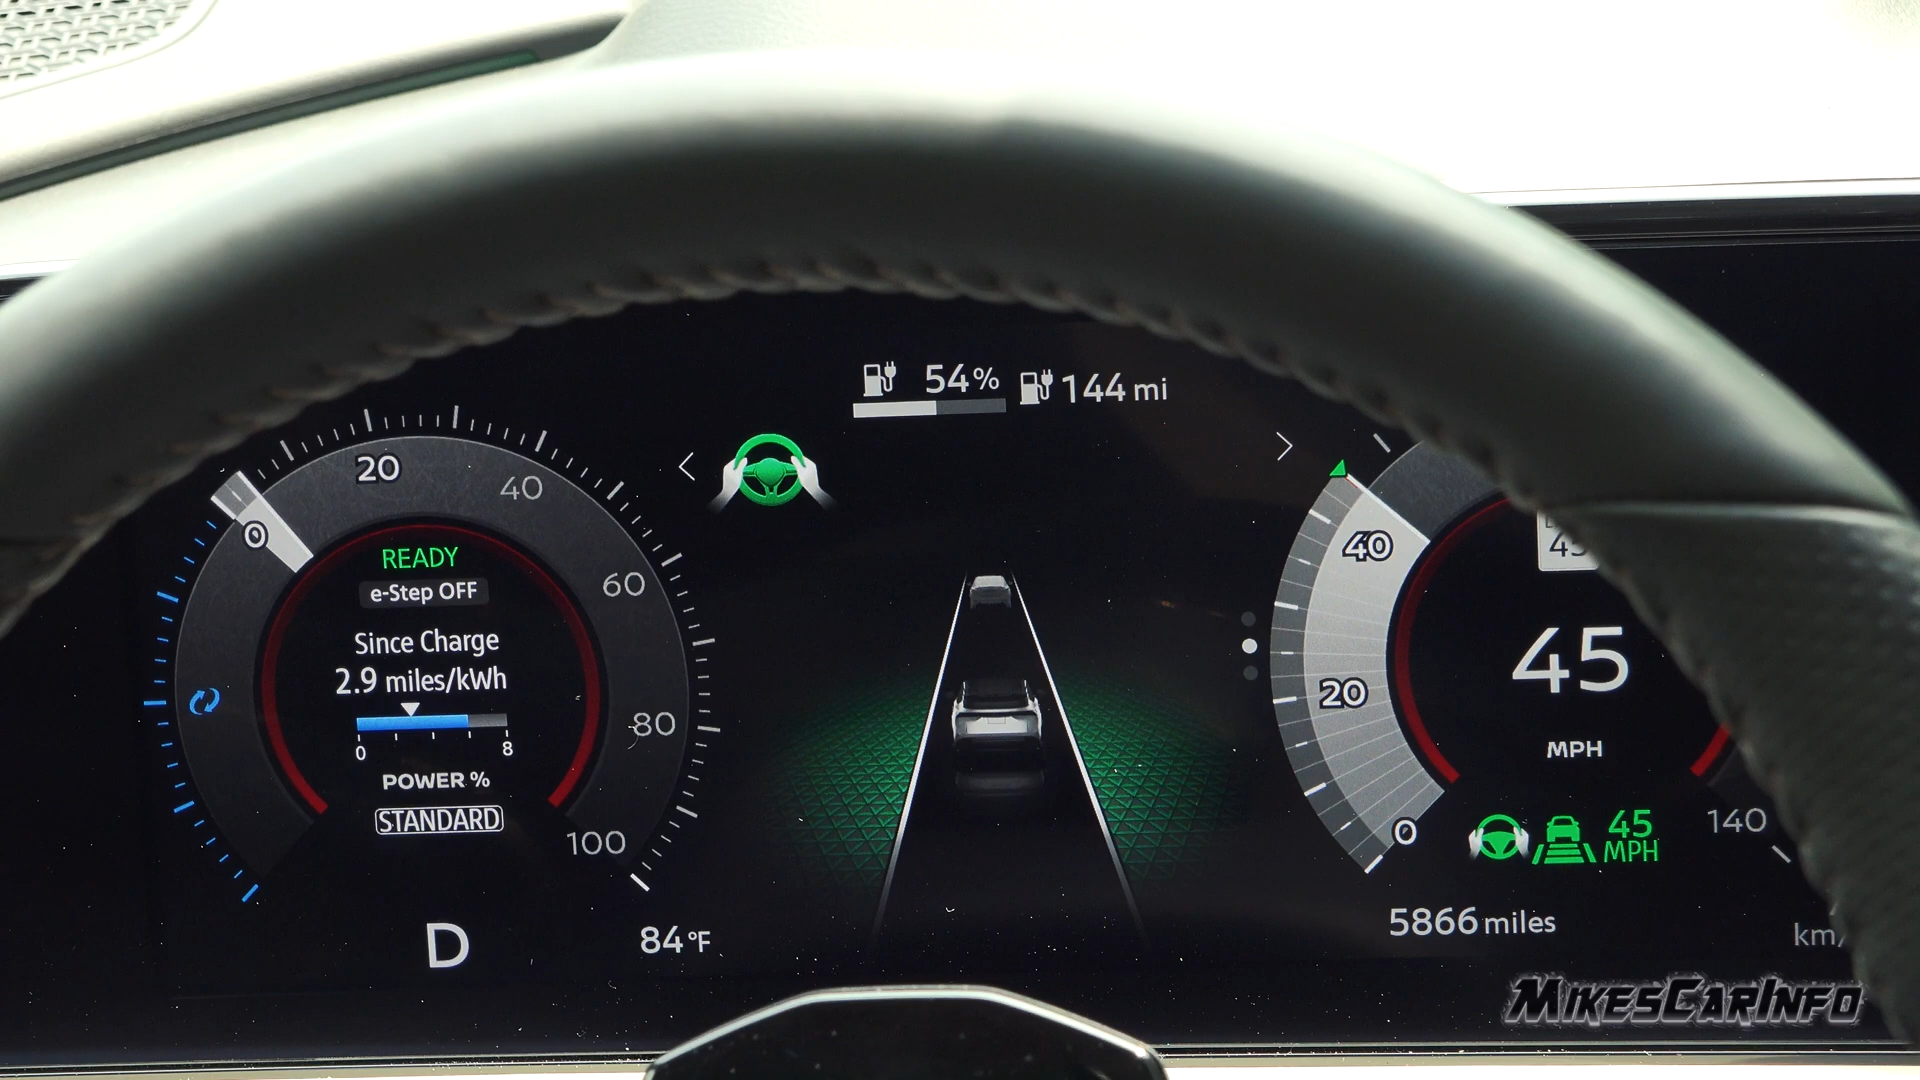 54% 144 mi
20
40
0
60
80
100
READY
e-Step OFF
Since Charge
2.9 miles/kWh
0 8
POWER %
STANDARD
D
84°F
40
20
0
45
45
MPH
140
45
MPH
5866 miles
km/
MIKESCARINFO